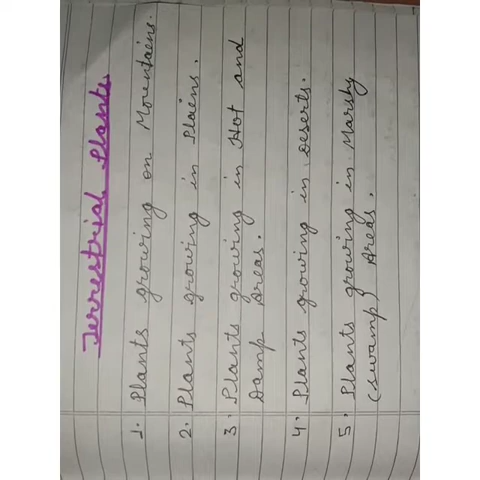 Terrestrial Plants
1. Plants growing on Mountains.
2. Plants growing in Plains.
3. Plants growing in Hot and
Damp Areas.
4. Plants growing in Deserts.
5. Plants growing in Marshy
(swamp) Areas.